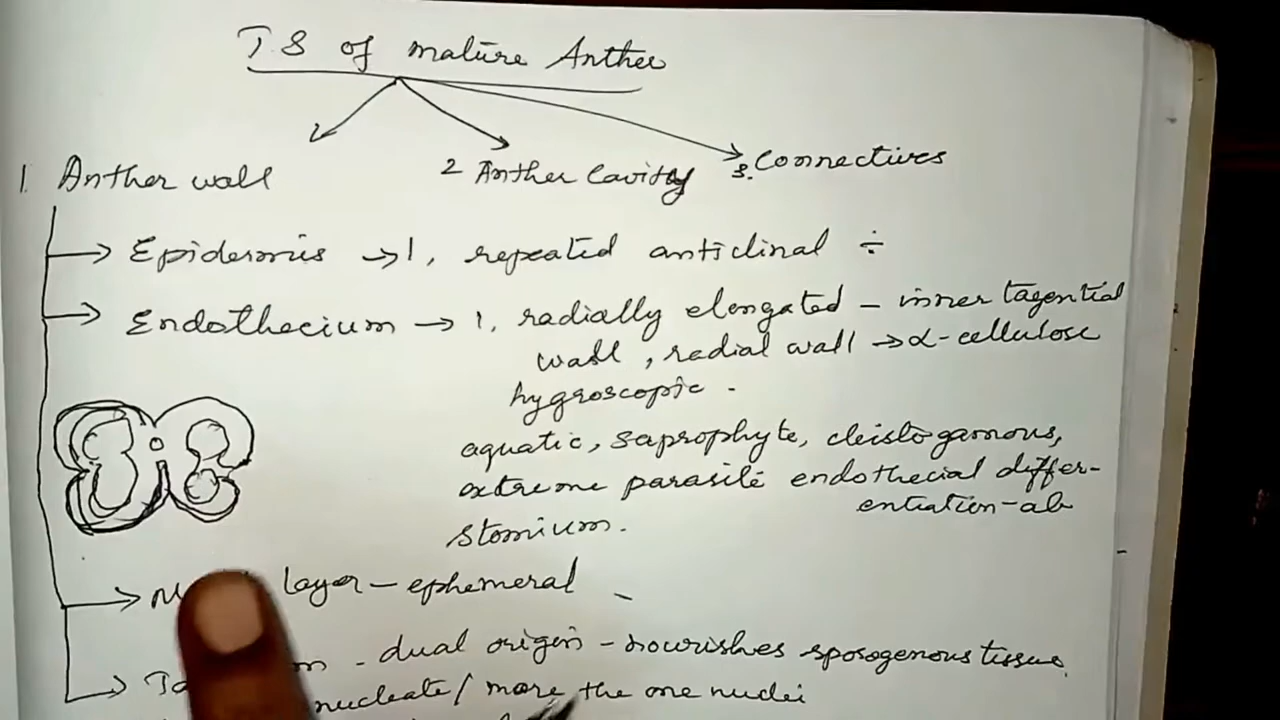 T.S of mature Anther
1. Anther wall
2 Anther Cavity
3. Connectives
Epidermis → 1, repeated anticlinal ÷
Endothecium → 1, radially elongated – inner tagential
wall, radial wall → α-cellulose
hygroscopic .
aquatic, saprophyte, cleistogamous,
extreme parasite endothecial differ-
entiation-ab
stomium.
layer – ephemeral
- dual origin – nourishes sporogenous tissue
nucleate / more the one nuclei